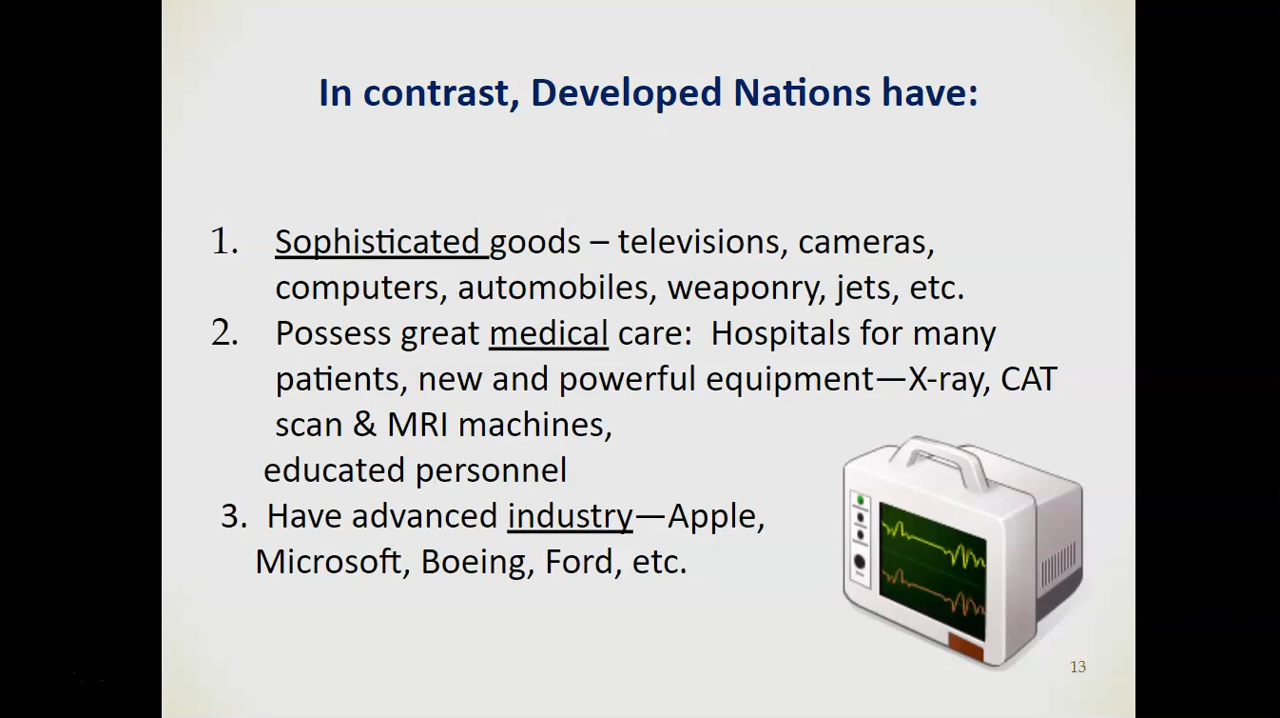 In contrast, Developed Nations have:
1. Sophisticated goods – televisions, cameras,
computers, automobiles, weaponry, jets, etc.
2. Possess great medical care:  Hospitals for many
patients, new and powerful equipment—X-ray, CAT
scan & MRI machines,
educated personnel
3. Have advanced industry—Apple,
Microsoft, Boeing, Ford, etc.
13